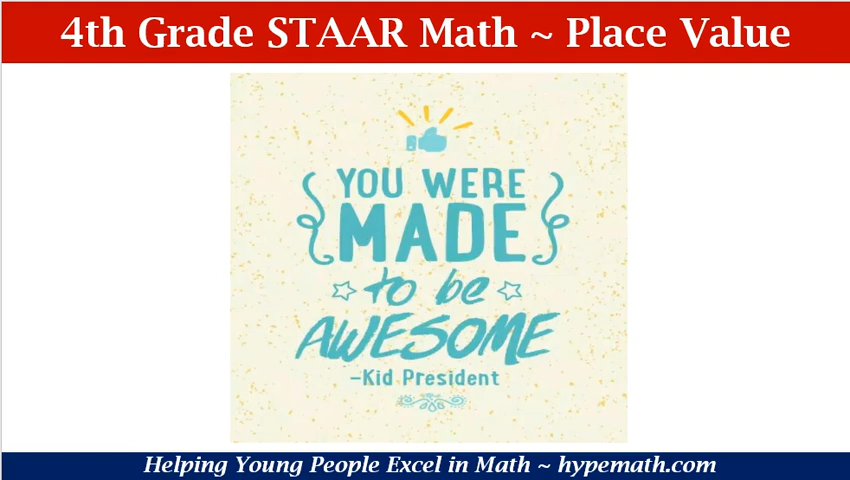 4th Grade STAAR Math ~ Place Value
YOU WERE
MADE
to be
AWESOME
-Kid President
Helping Young People Excel in Math ~ hypemath.com